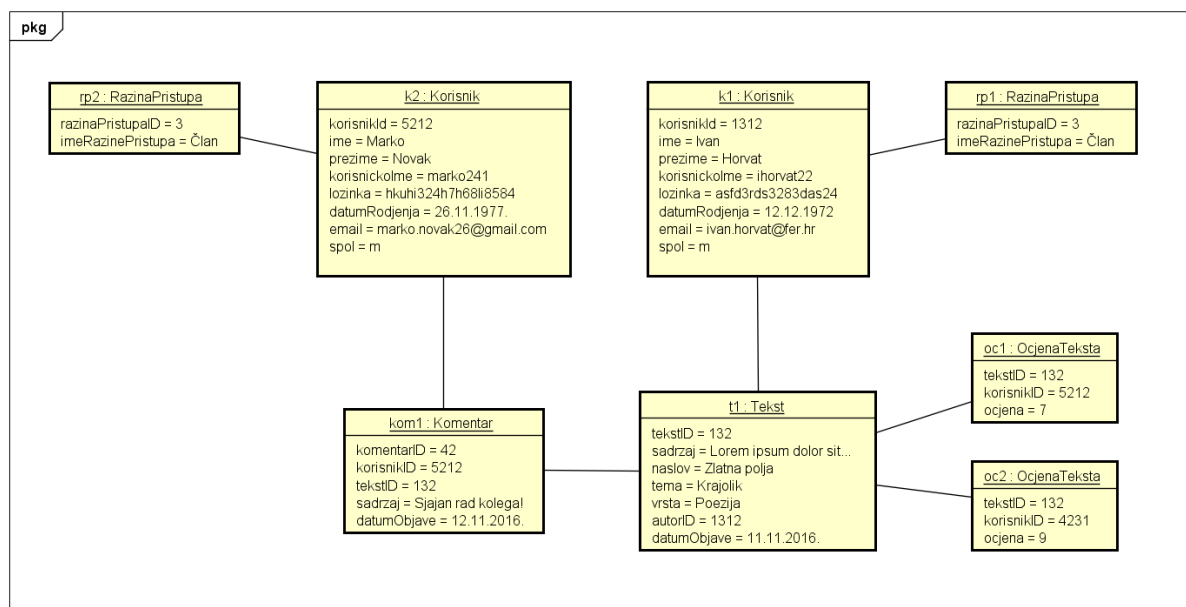 pkg
rp2 : RazinaPristupa
razinaPristupaID = 3
imeRazinePristupa = Član
k2 : Korisnik
korisnikId = 5212
ime = Marko
prezime = Novak
korisnickoIme = marko241
lozinka = hkuhi324h7h68li8584
datumRodjenja = 26.11.1977.
email = marko.novak26@gmail.com
spol = m
k1 : Korisnik
korisnikId = 1312
ime = Ivan
prezime = Horvat
korisnickoIme = ihorvat22
lozinka = asfd3rds3283das24
datumRodjenja = 12.12.1972
email = ivan.horvat@fer.hr
spol = m
rp1 : RazinaPristupa
razinaPristupaID = 3
imeRazinePristupa = Član
kom1 : Komentar
komentarID = 42
korisnikID = 5212
tekstID = 132
sadrzaj = Sjajan rad kolega!
datumObjave = 12.11.2016.
t1 : Tekst
tekstID = 132
sadrzaj = Lorem ipsum dolor sit...
naslov = Zlatna polja
tema = Krajolik
vrsta = Poezija
autorID = 1312
datumObjave = 11.11.2016.
oc1 : OcjenaTeksta
tekstID = 132
korisnikID = 5212
ocjena = 7
oc2 : OcjenaTeksta
tekstID = 132
korisnikID = 4231
ocjena = 9